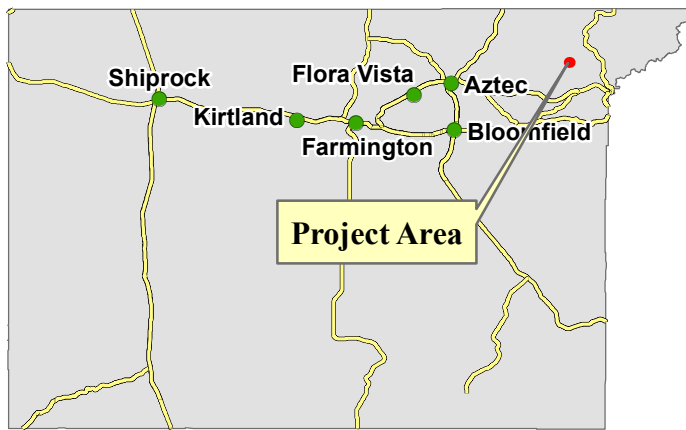 Shiprock
Flora Vista
Aztec
Kirtland
Farmington
Bloomfield
Project Area